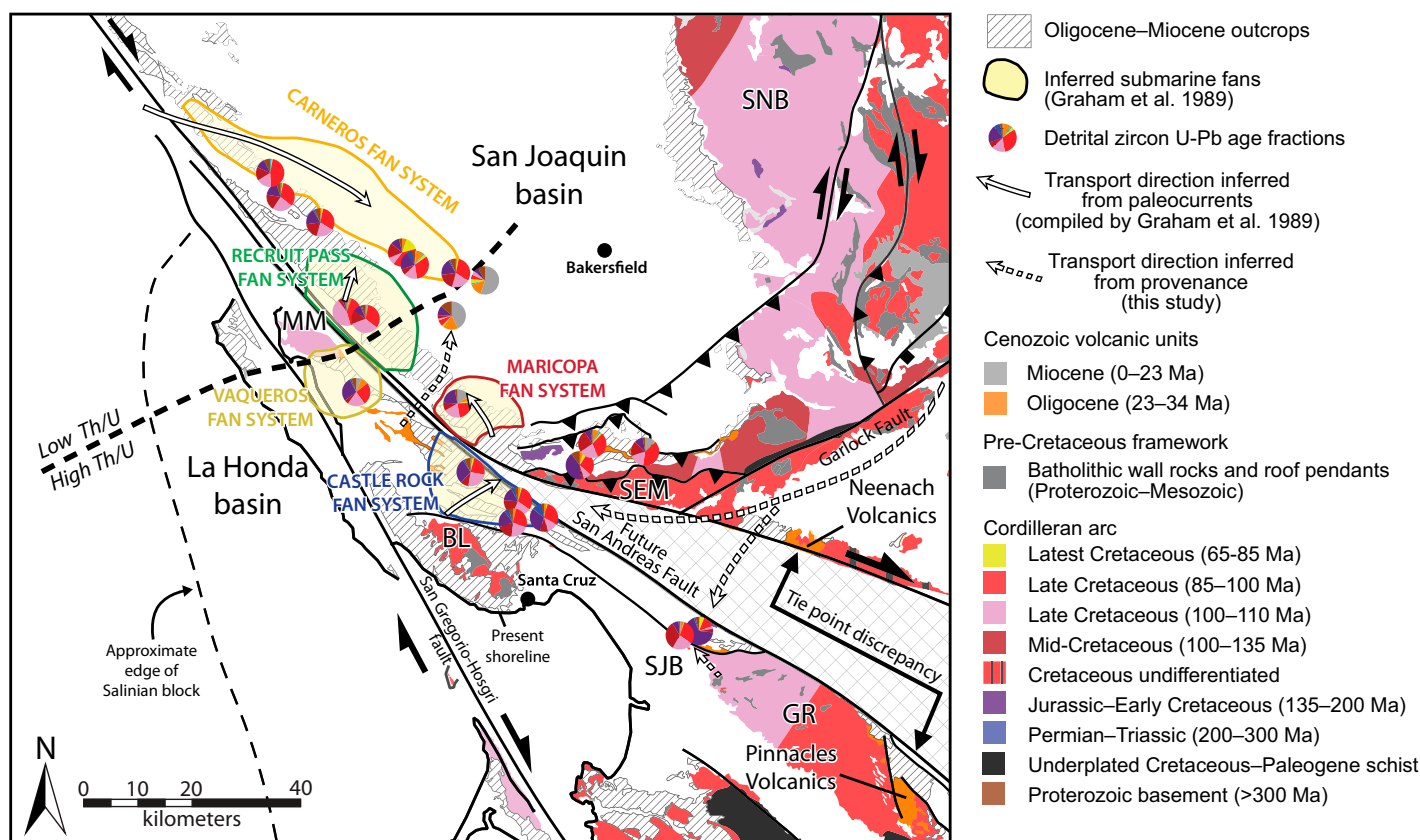 CARNEROS FAN SYSTEM
San Joaquin
basin
SNB
Bakersfield
RECRUIT PASS
FAN SYSTEM
MM
MARICOPA
FAN SYSTEM
VAQUEROS
FAN SYSTEM
Low Th/U
High Th/U
La Honda
basin
CASTLE ROCK
FAN SYSTEM
SEM
Garlock Fault
Neenach
Volcanics
Future
San Andreas Fault
BL
Santa Cruz
Present
shoreline
San Gregorio-Hosgri
fault
Tie point discrepancy
Approximate
edge of
Salinian block
SJB
GR
Pinnacles
Volcanics
N
0 10 20 40
kilometers
Oligocene–Miocene outcrops
Inferred submarine fans
(Graham et al. 1989)
Detrital zircon U-Pb age fractions
Transport direction inferred
from paleocurrents
(compiled by Graham et al. 1989)
Transport direction inferred
from provenance
(this study)
Cenozoic volcanic units
Miocene (0–23 Ma)
Oligocene (23–34 Ma)
Pre-Cretaceous framework
Batholithic wall rocks and roof pendants
(Proterozoic–Mesozoic)
Cordilleran arc
Latest Cretaceous (65-85 Ma)
Late Cretaceous (85–100 Ma)
Late Cretaceous (100–110 Ma)
Mid-Cretaceous (100–135 Ma)
Cretaceous undifferentiated
Jurassic–Early Cretaceous (135–200 Ma)
Permian–Triassic (200–300 Ma)
Underplated Cretaceous–Paleogene schist
Proterozoic basement (>300 Ma)